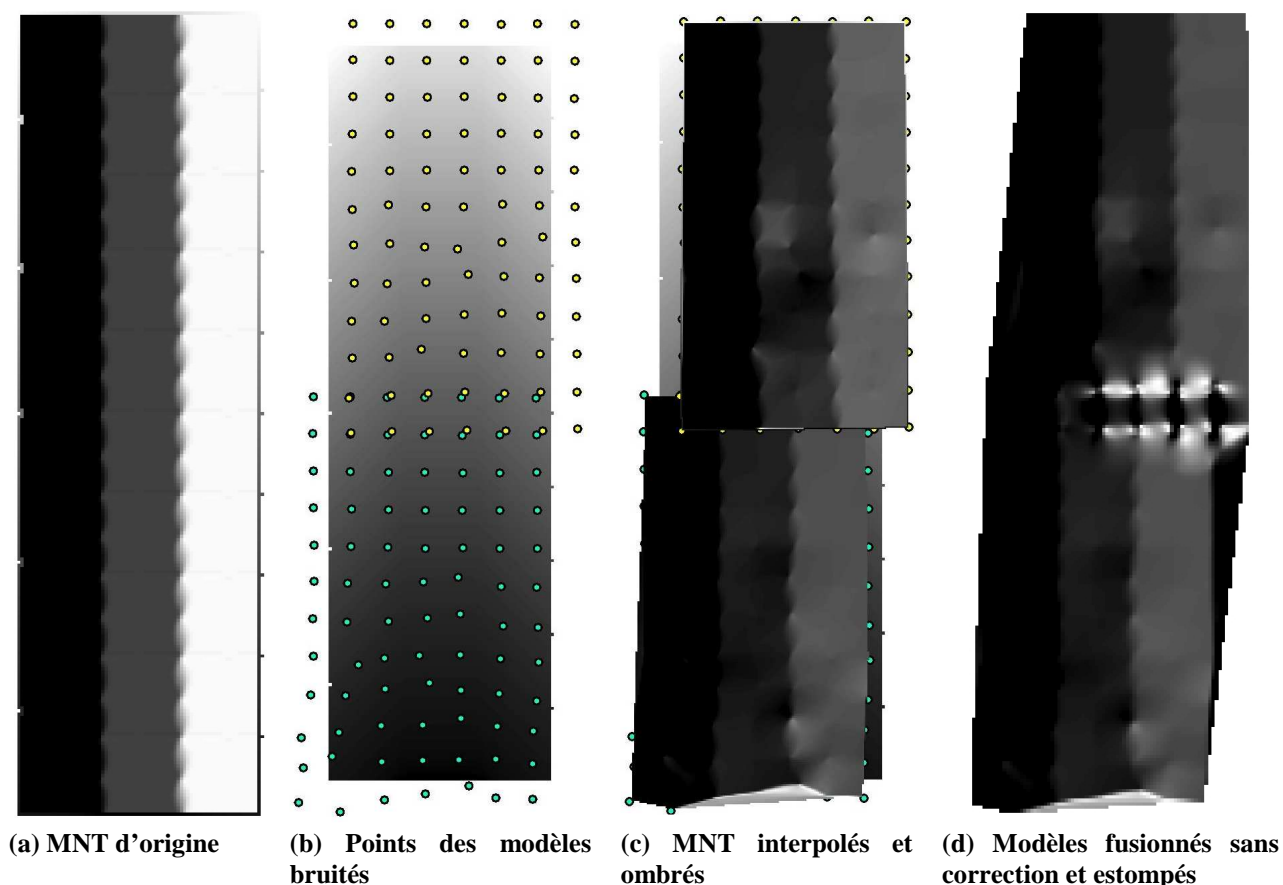 (a) MNT d'origine
(b) Points des modèles
bruités
(c) MNT interpolés et
ombrés
(d) Modèles fusionnés sans
correction et estompés